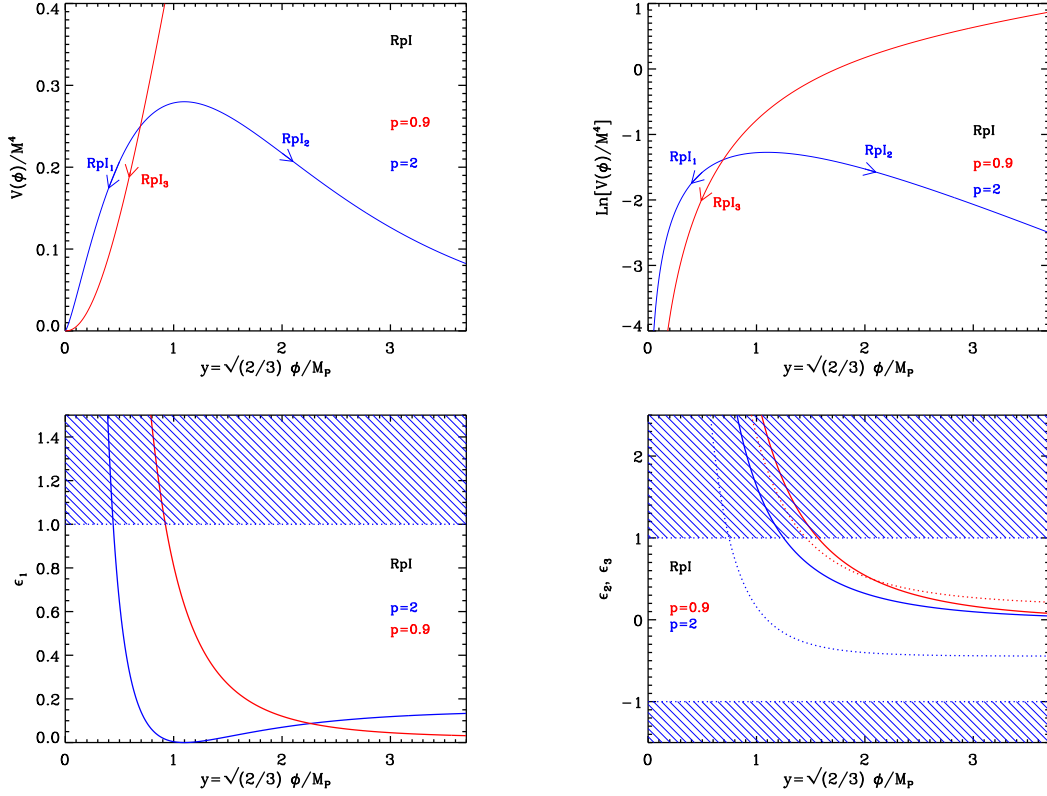 0.4
0.3
0.2
0.1
0.0
V(ϕ)/M⁴
RpI
p=0.9
p=2
RpI₁
RpI₂
RpI₃
0 1 2 3
y=√(2/3) ϕ/Mₚ
1
0
−1
−2
−3
−4
Ln[V(ϕ)/M⁴]
RpI
p=0.9
p=2
RpI₁
RpI₂
RpI₃
0 1 2 3
y=√(2/3) ϕ/Mₚ
1.4
1.2
1.0
0.8
0.6
0.4
0.2
0.0
ϵ₁
RpI
p=2
p=0.9
0 1 2 3
y=√(2/3) ϕ/Mₚ
2
1
0
−1
ϵ₂, ϵ₃
RpI
p=0.9
p=2
0 1 2 3
y=√(2/3) ϕ/Mₚ